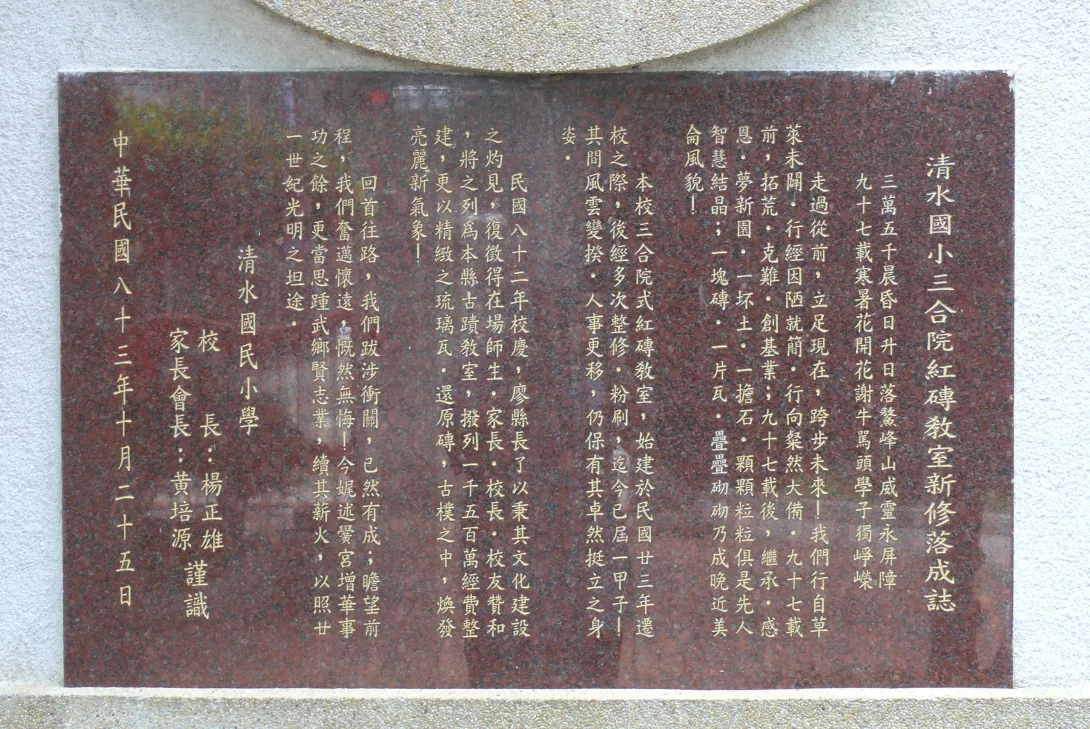 清水國小三合院紅磚教室新修落成誌
三萬五千晨昏日升日落鰲峰山威靈永屏障
九十七載寒暑花開花謝牛罵頭學子獨崢嶸
走過從前，立足現在，跨步未來！我們行自草
萊未闢．行經因陋就簡．行向粲然大備．九十七載
前，拓荒．克難．創基業；九十七載後，繼承．感
恩．夢新園．一坏土．一擔石．顆顆粒粒俱是先人
智慧結晶；一塊磚．一片瓦．疊疊砌砌乃成晚近美
侖風貌！
本校三合院式紅磚教室，始建於民國廿三年遷
校之際，後經多次整修．粉刷，迄今已屆一甲子！
其間風雲變揆．人事更移，仍保有其卓然挺立之身
姿．
民國八十二年校慶，廖縣長了以秉其文化建設
之灼見，復徵得在場師生．家長．校長．校友贊和
，將之列為本縣古蹟教室，撥列一千五百萬經費整
建，更以精緻之琉璃瓦．還原磚，古樸之中，煥發
亮麗新氣象！
回首往路，我們跋涉衝關，已然有成；瞻望前
程，我們奮邁懷遠，慨然無悔！今娓述黌宮增華事
功之餘，更當思踵武鄉賢志業，續其薪火，以照廿
一世紀光明之坦途．
清水國民小學
校　長：楊正雄
家長會長：黃培源
謹識
中華民國八十三年十月二十五日